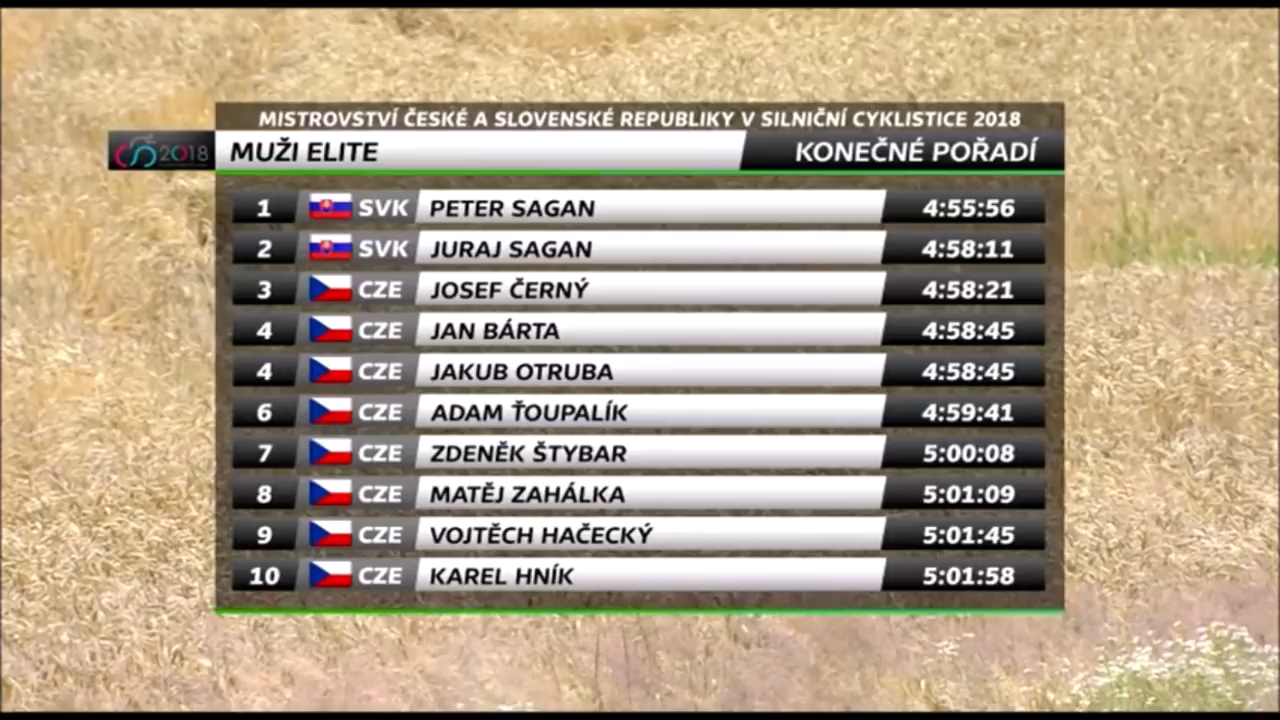 MISTROVSTVÍ ČESKÉ A SLOVENSKÉ REPUBLIKY V SILNIČNÍ CYKLISTICE 2018
2018 MUŽI ELITE KONEČNÉ POŘADÍ
1 SVK PETER SAGAN 4:55:56
2 SVK JURAJ SAGAN 4:58:11
3 CZE JOSEF ČERNÝ 4:58:21
4 CZE JAN BÁRTA 4:58:45
4 CZE JAKUB OTRUBA 4:58:45
6 CZE ADAM ŤOUPALÍK 4:59:41
7 CZE ZDENĚK ŠTYBAR 5:00:08
8 CZE MATĚJ ZAHÁLKA 5:01:09
9 CZE VOJTĚCH HAČECKÝ 5:01:45
10 CZE KAREL HNÍK 5:01:58